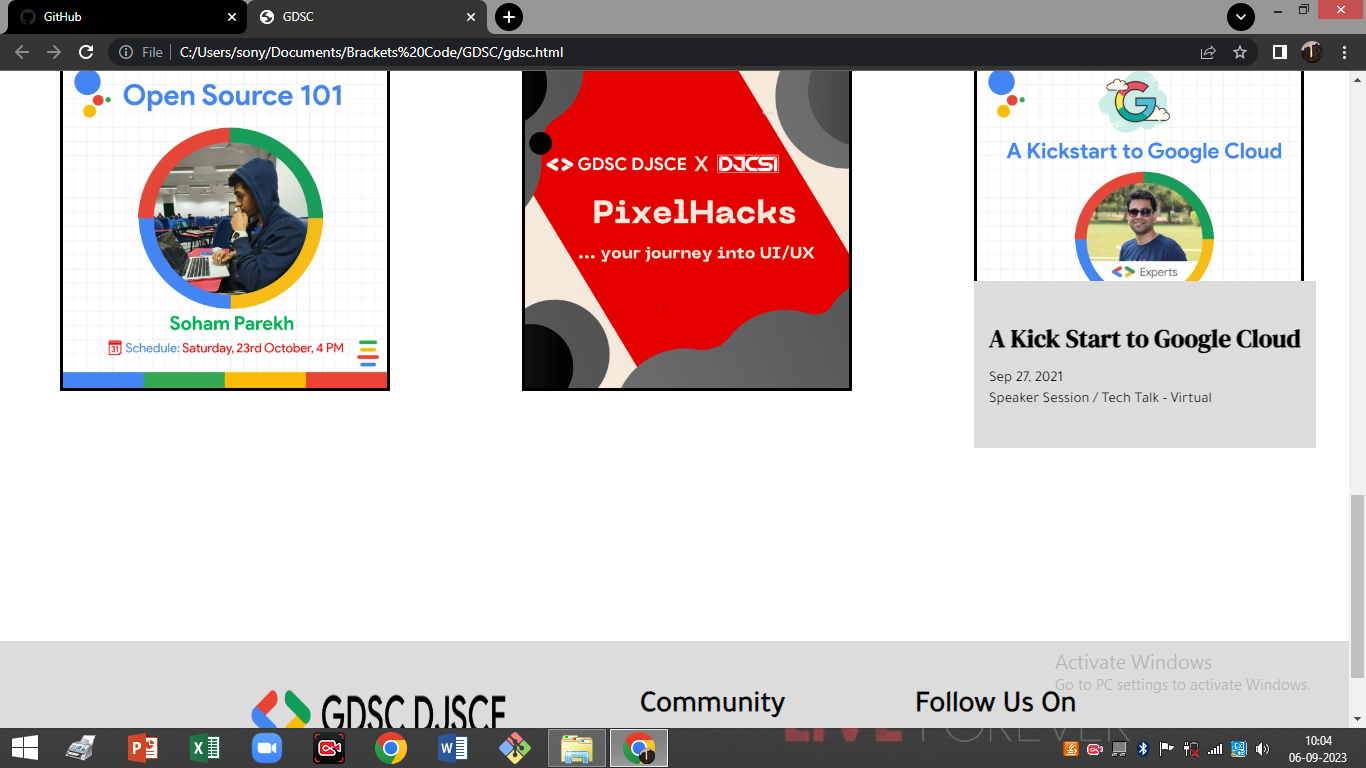 GitHub
GDSC
File
C:/Users/sony/Documents/Brackets%20Code/GDSC/gdsc.html
Open Source 101
Soham Parekh
31 Schedule: Saturday, 23rd October, 4 PM
GDSC DJSCE X DJCSI
PixelHacks
... your journey into UI/UX
A Kickstart to Google Cloud
Experts
A Kick Start to Google Cloud
Sep 27, 2021
Speaker Session / Tech Talk - Virtual
GDSC DJSCE
Community
Follow Us On
Activate Windows
Go to PC settings to activate Windows.
LIVE FOREVER
10:04
06-09-2023